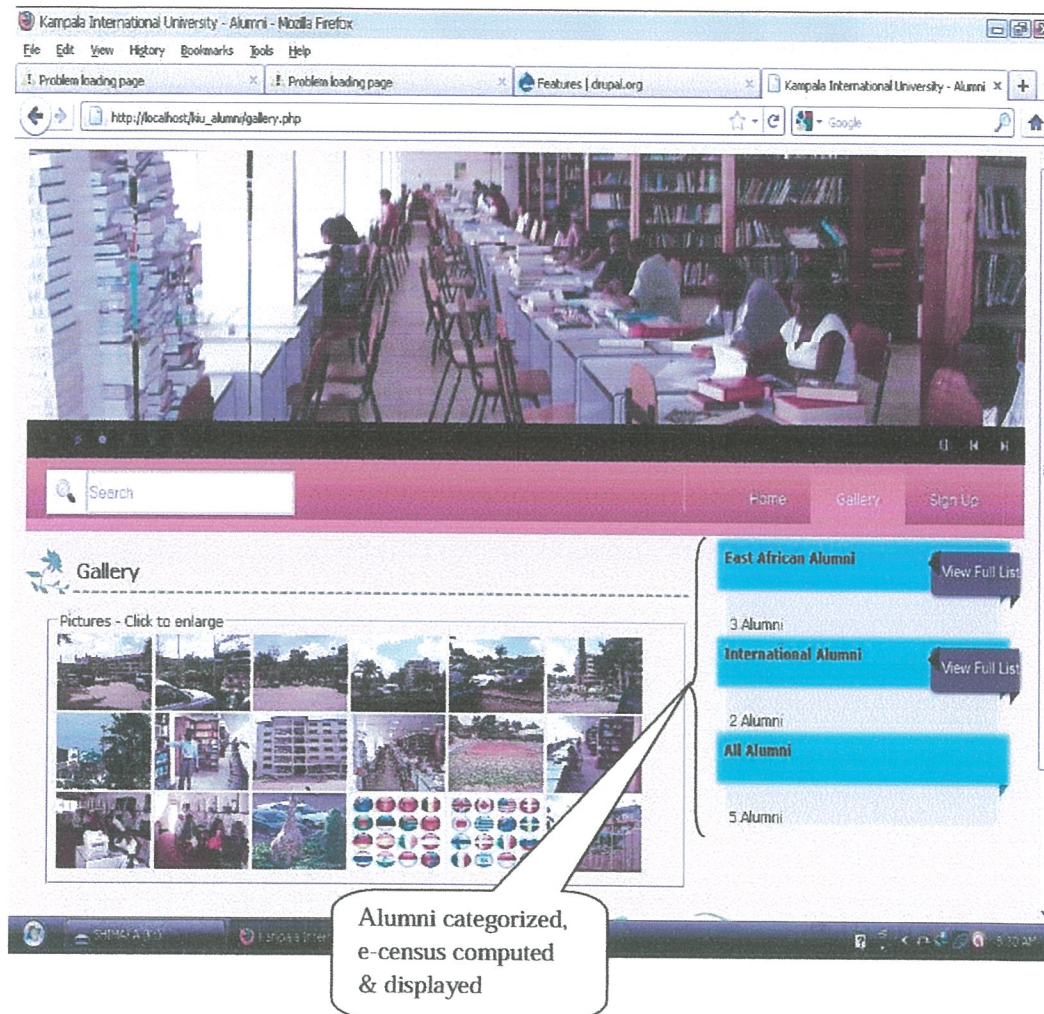 Kampala International University - Alumni - Mozilla Firefox
File Edit View History Bookmarks Tools Help
Problem loading page
Problem loading page
Features | drupal.org
Kampala International University - Alumni
http://localhost/kiu_alumni/gallery.php
Google
Search
Home Gallery Sign Up
Gallery
Pictures - Click to enlarge
East African Alumni
View Full List
3 Alumni
International Alumni
View Full List
2 Alumni
All Alumni
5 Alumni
Alumni categorized,
e-census computed
& displayed